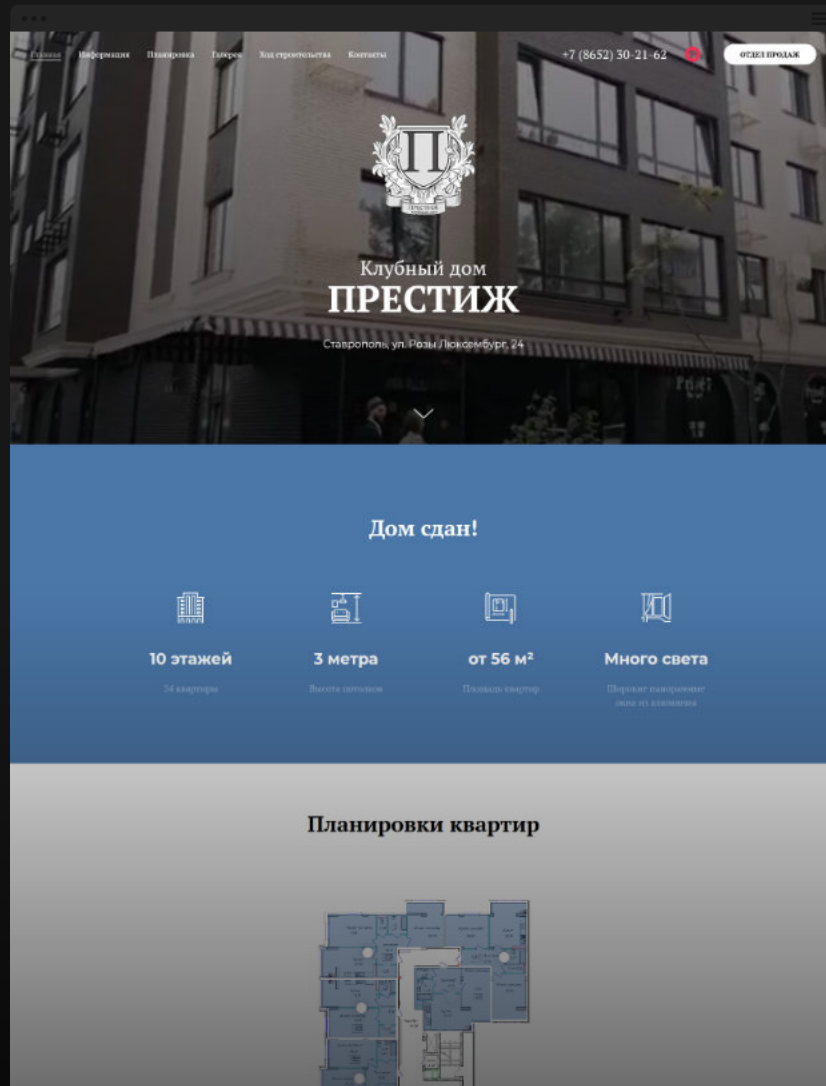 Главная Информация Планировка Галерея Ход строительства Контакты +7 (8652) 30-21-62 ОТДЕЛ ПРОДАЖ
П
ПРЕСТИЖ
Клубный дом
ПРЕСТИЖ
Ставрополь, ул. Розы Люксембург, 24
Дом сдан!
10 этажей 3 метра от 56 м² Много света
54 квартиры Высота потолков Площадь квартир Широкие панорамные
окна из алюминия
Планировки квартир